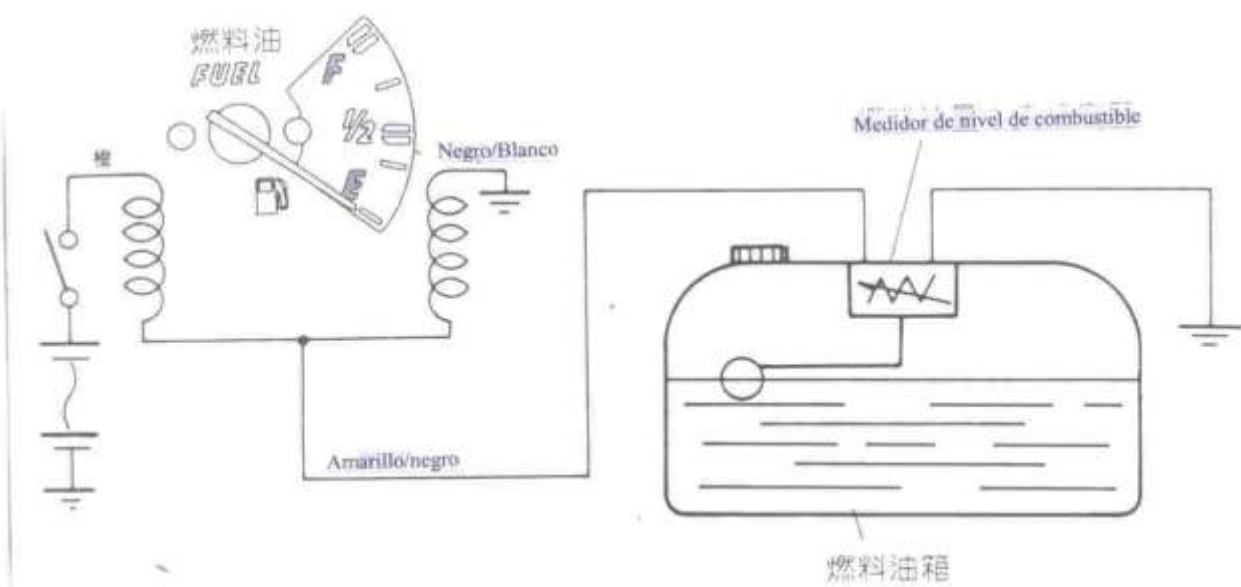 燃料油
FUEL
F
1/2
E
橙
Negro/Blanco
Medidor de nivel de combustible
Amarillo/negro
燃料油箱